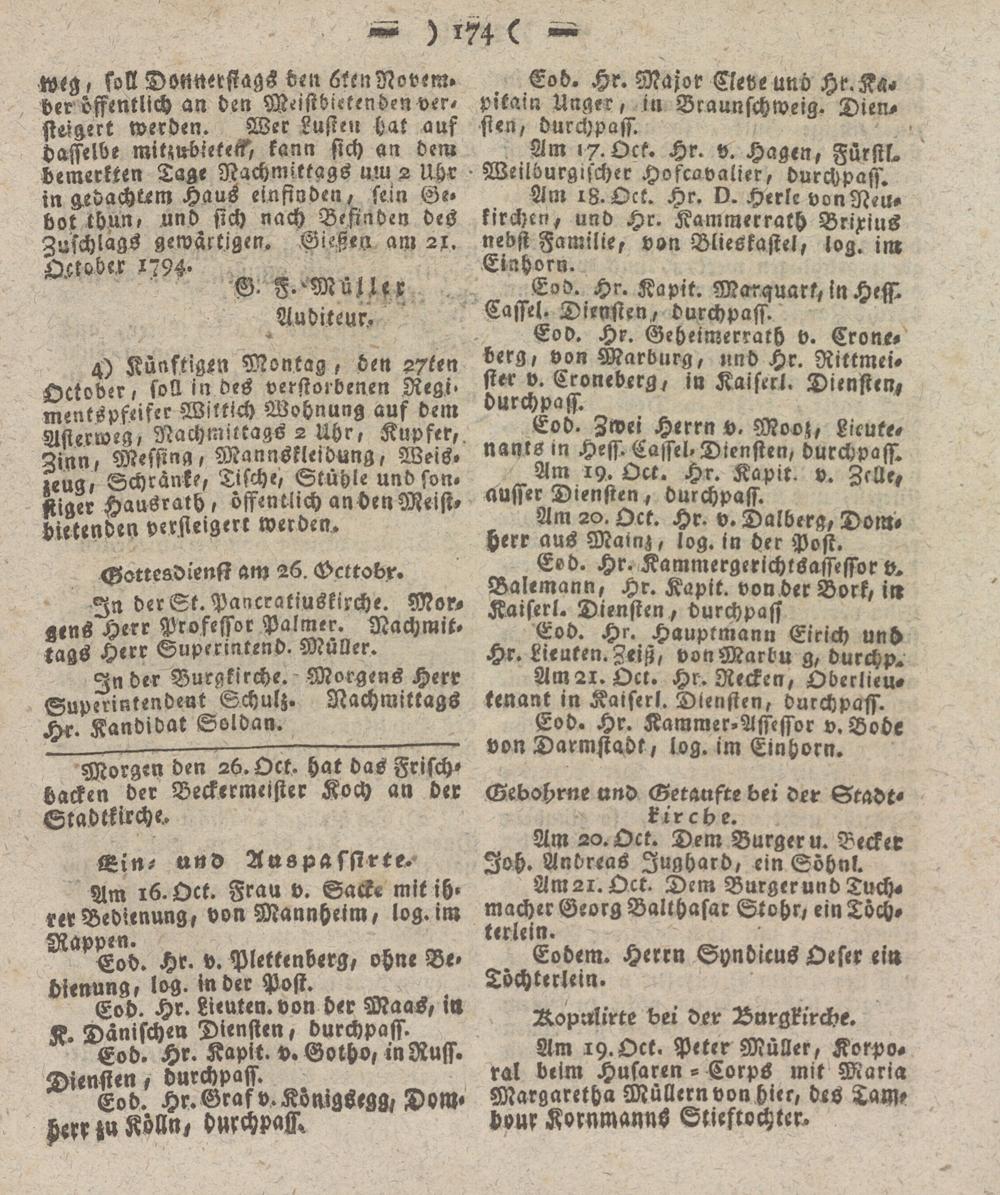 ) 174 (
weg, soll Donnerstags den 6ten Novem-
ber öffentlich an den Meistbietenden ver-
steigert werden. Wer Lusten hat auf
dasselbe mitzubieten, kann sich an dem
bemerkten Tage Nachmittags um 2 Uhr
in gedachtem Haus einfinden, sein Ge-
bot thun, und sich nach Befinden des
Zuschlags gewärtigen. Gießen am 21.
October 1794.
G. F. Müller
Auditeur.
4) Künftigen Montag, den 27ten
October, soll in des verstorbenen Regi-
mentspfeifer Wittich Wohnung auf dem
Asterweg, Nachmittags 2 Uhr, Kupfer,
Zinn, Messing, Mannskleidung, Weis-
zeug, Schränke, Tische, Stühle und son-
stiger Hausrath, öffentlich an den Meist-
bietenden versteigert werden.
Gottesdienst am 26. Octtobr.
In der St. Pancratiuskirche. Mor-
gens Herr Professor Palmer. Nachmit-
tags Herr Superintend. Müller.
In der Burgkirche. Morgens Herr
Superintendent Schulz. Nachmittags
Hr. Kandidat Soldan.
Morgen den 26. Oct. hat das Frisch-
backen der Beckermeister Koch an der
Stadtkirche.
Ein- und Auspassirte.
Am 16. Oct. Frau v. Sacke mit ih-
rer Bedienung, von Mannheim, log. im
Rappen.
Eod. Hr. v. Plettenberg, ohne Be-
dienung, log. in der Post.
Eod. Hr. Lieuten. von der Maas, in
K. Dänischen Diensten, durchpass.
Eod. Hr. Kapit. v. Gotho, in Russ.
Diensten, durchpass.
Eod. Hr. Graf v. Königsegg, Dom-
herr zu Kölln, durchpass.
Eod. Hr. Major Cleve und Hr. Ka-
pitain Unger, in Braunschweig. Dien-
sten, durchpass.
Am 17. Oct. Hr. v. Hagen, Fürstl.
Weilburgischer Hofcavalier, durchpass.
Am 18. Oct. Hr. D. Herle von Neu-
kirchen, und Hr. Kammerrath Brixius
nebst Familie, von Blieskastel, log. im
Einhorn.
Eod. Hr. Kapit. Marquart, in Hess.
Cassel. Diensten, durchpass.
Eod. Hr. Geheimerrath v. Crone-
berg, von Marburg, und Hr. Rittmei-
ster v. Croneberg, in Kaiserl. Diensten,
durchpass.
Eod. Zwei Herrn v. Mooz, Lieute-
nants in Hess. Cassel. Diensten, durchpass.
Am 19. Oct. Hr. Kapit. v. Zelle,
ausser Diensten, durchpass.
Am 20. Oct. Hr. v. Dalberg, Dom-
herr aus Mainz, log. in der Post.
Eod. Hr. Kammergerichtsassessor v.
Balemann, Hr. Kapit. von der Bork, in
Kaiserl. Diensten, durchpass
Eod. Hr. Hauptmann Eirich und
Hr. Lieuten. Zeiß, von Marbu g, durchp.
Am 21. Oct. Hr. Recken, Oberlieu-
tenant in Kaiserl. Diensten, durchpass.
Eod. Hr. Kammer-Assessor v. Bode
von Darmstadt, log. im Einhorn.
Gebohrne und Getaufte bei der Stadt-
kirche.
Am 20. Oct. Dem Burger u. Becker
Joh. Andreas Jughard, ein Söhnl.
Am 21. Oct. Dem Burger und Tuch-
macher Georg Balthasar Stohr, ein Töch-
terlein.
Eodem. Herrn Syndicus Oeser ein
Töchterlein.
Kopulirte bei der Burgkirche.
Am 19. Oct. Peter Müller, Korpo-
ral beim Husaren-Corps mit Maria
Margaretha Müllern von hier, des Tam-
bour Kornmanns Stieftochter.